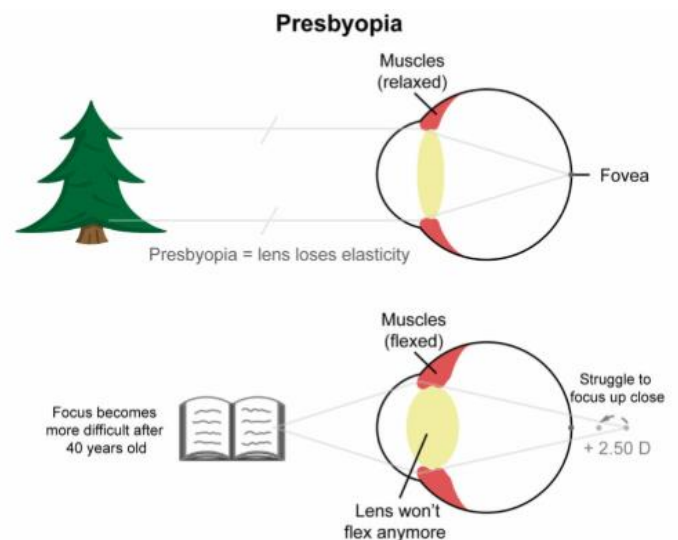 Presbyopia
Muscles
(relaxed)
Fovea
Presbyopia = lens loses elasticity
Muscles
(flexed)
Struggle to
focus up close
Focus becomes
more difficult after
40 years old
+ 2.50 D
Lens won't
flex anymore